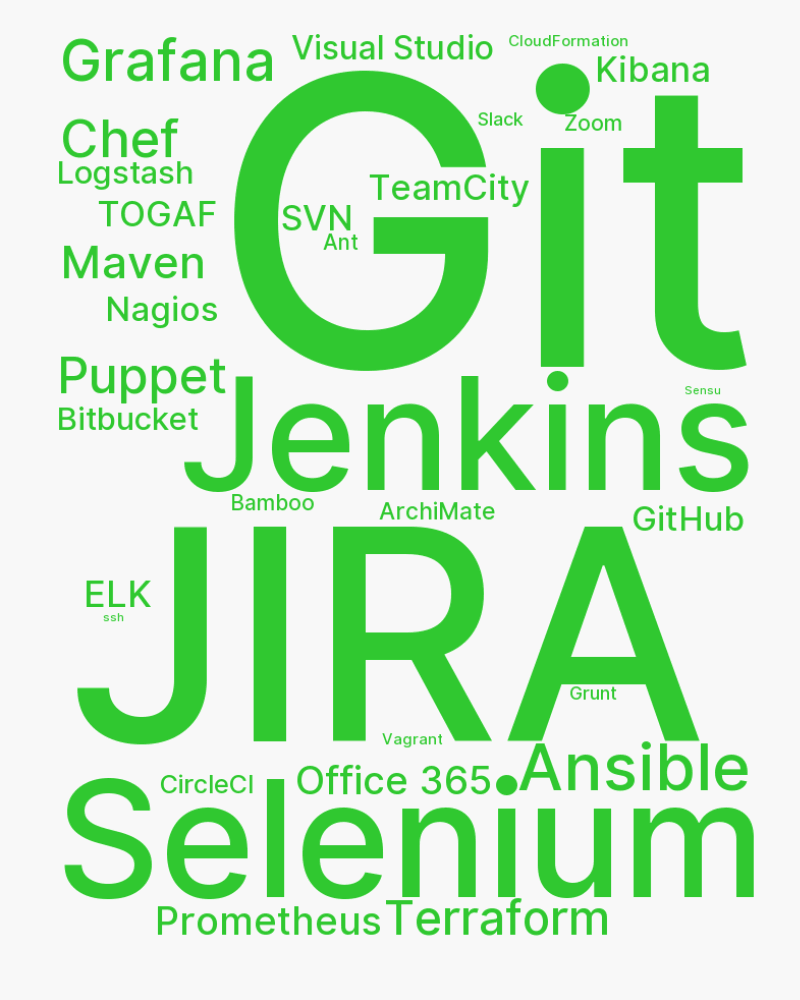 CloudFormation
Visual Studio
Grafana
Kibana
Git
Slack
Zoom
Chef
Logstash
TeamCity
TOGAF
SVN
Ant
Maven
Nagios
Puppet
Jenkins
Sensu
Bitbucket
Bamboo
ArchiMate
GitHub
JIRA
ELK
ssh
Grunt
Vagrant
Ansible
CircleCI
Office 365
Selenium
Prometheus
Terraform